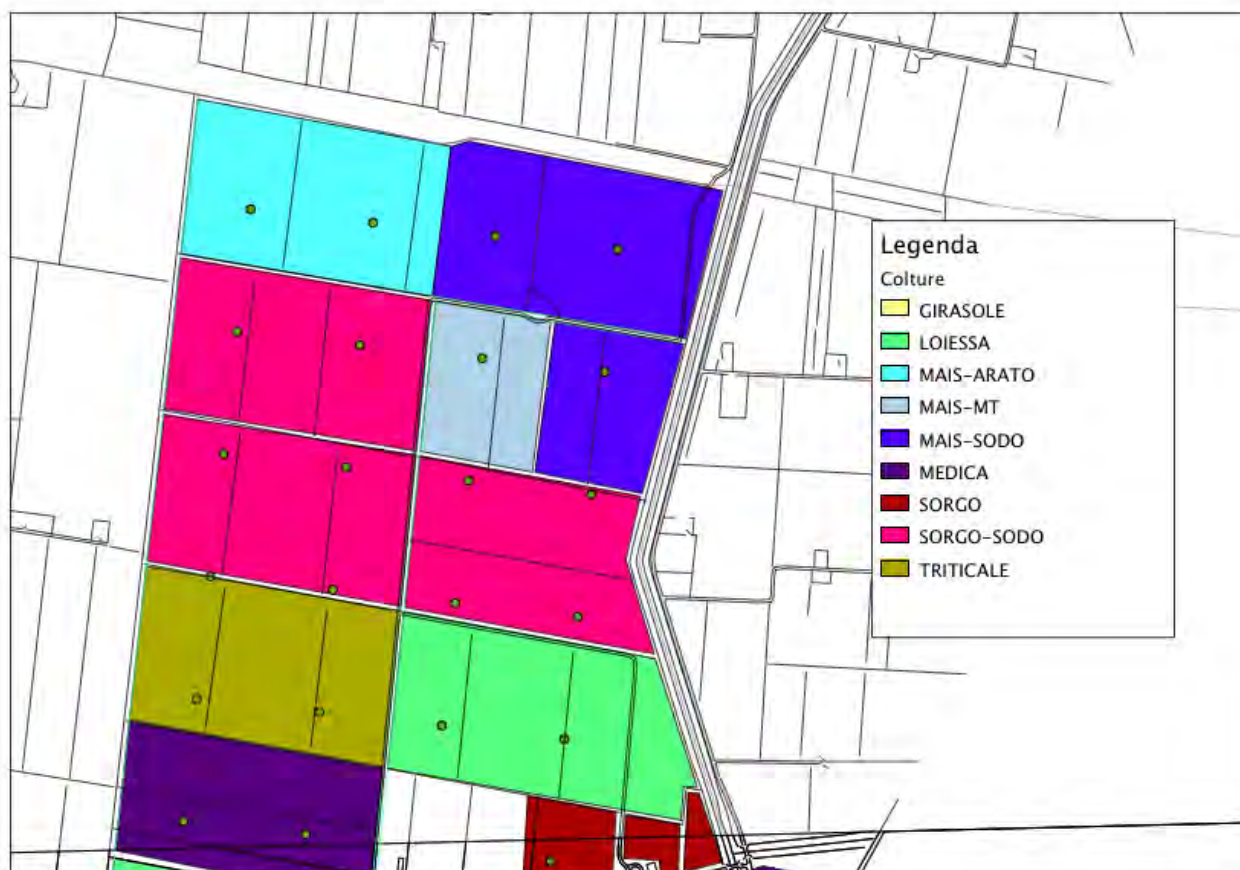 Legenda
Colture
GIRASOLE
LOIESSA
MAIS-ARATO
MAIS-MT
MAIS-SODO
MEDICA
SORGO
SORGO-SODO
TRITICALE